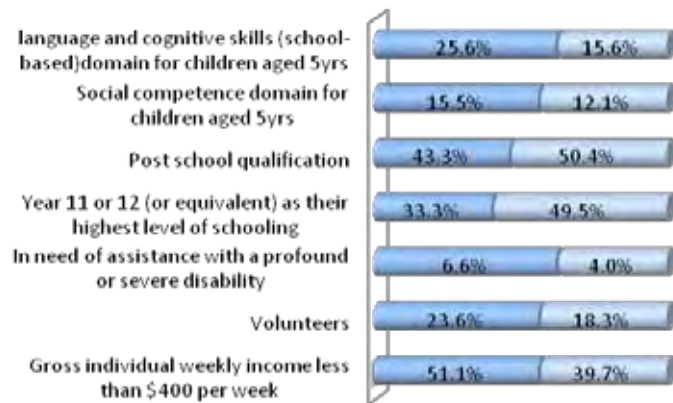 language and cognitive skills (school-
based)domain for children aged 5yrs
25.6% 15.6%
Social competence domain for
children aged 5yrs
15.5% 12.1%
Post school qualification
43.3% 50.4%
Year 11 or 12 (or equivalent) as their
highest level of schooling
33.3% 49.5%
In need of assistance with a profound
or severe disability
6.6% 4.0%
Volunteers
23.6% 18.3%
Gross individual weekly income less
than $400 per week
51.1% 39.7%